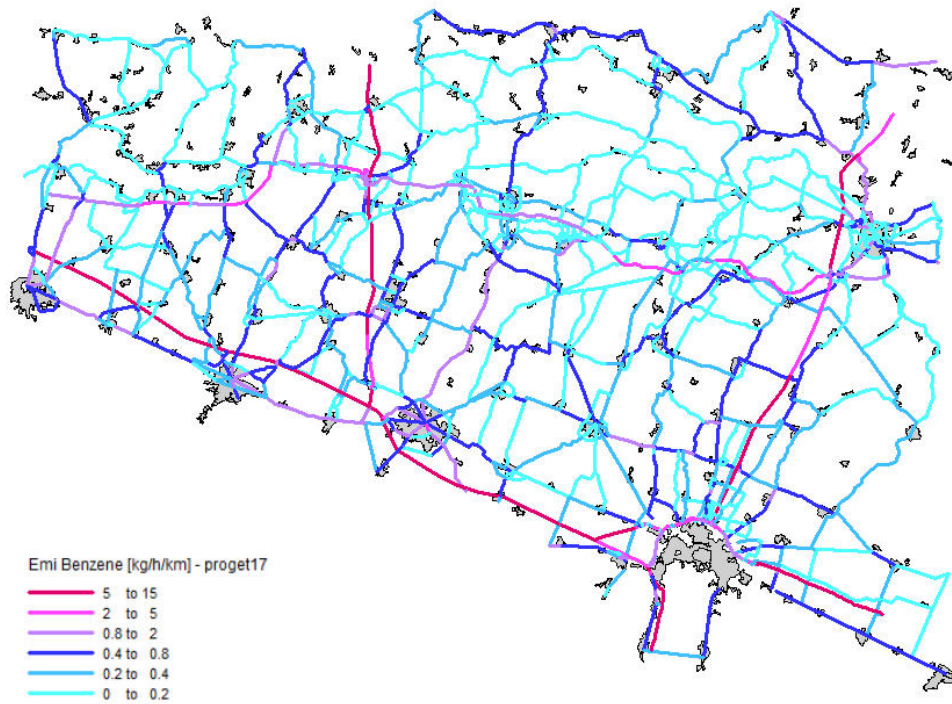 Emi Benzene [kg/h/km] - proget17
5 to 15
2 to 5
0.8 to 2
0.4 to 0.8
0.2 to 0.4
0 to 0.2